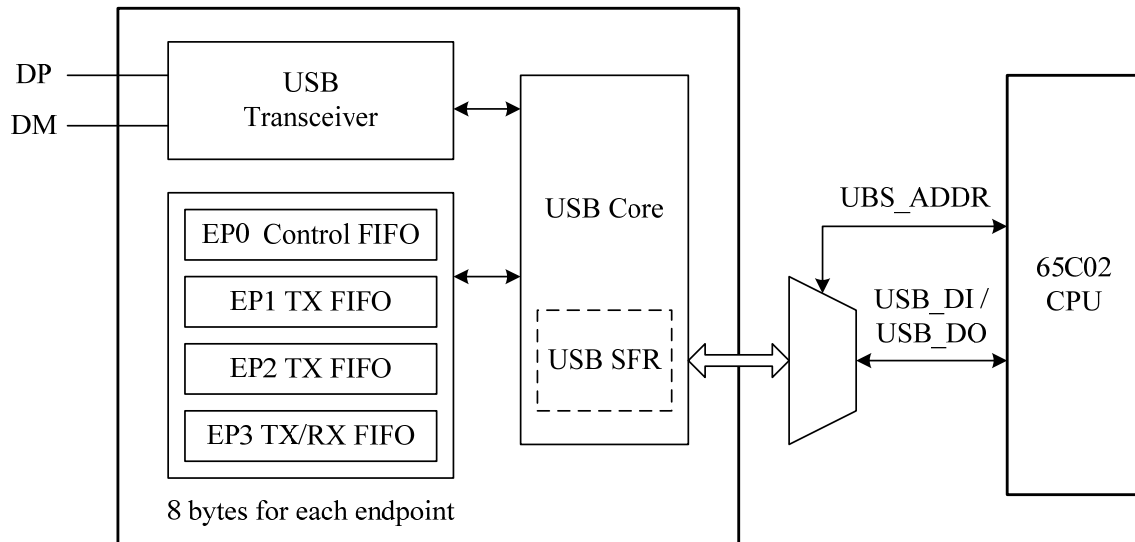 DP
DM
USB
Transceiver
EP0 Control FIFO
EP1 TX FIFO
EP2 TX FIFO
EP3 TX/RX FIFO
8 bytes for each endpoint
USB Core
USB SFR
UBS_ADDR
USB_DI /
USB_DO
65C02
CPU